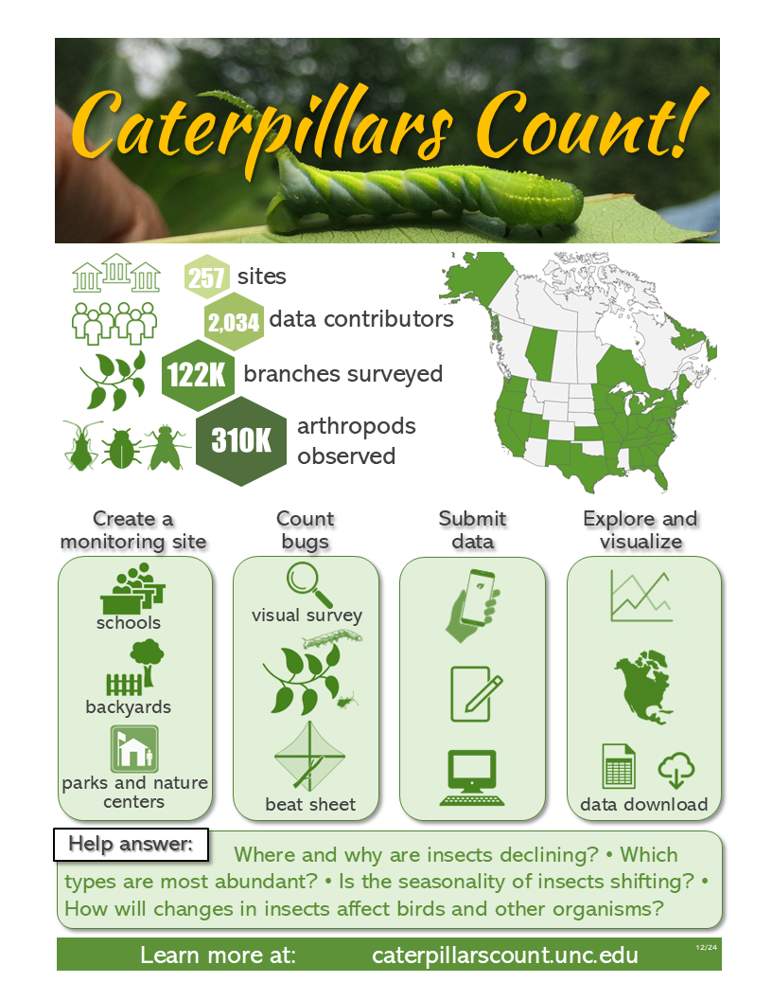 Caterpillars Count!
257 sites
2,034 data contributors
122K branches surveyed
310K arthropods
observed
Create a
monitoring site
schools
backyards
parks and nature
centers
Count
bugs
visual survey
beat sheet
Submit
data
Explore and
visualize
data download
Help answer:
Where and why are insects declining? • Which
types are most abundant? • Is the seasonality of insects shifting? •
How will changes in insects affect birds and other organisms?
Learn more at: caterpillarscount.unc.edu
12/24